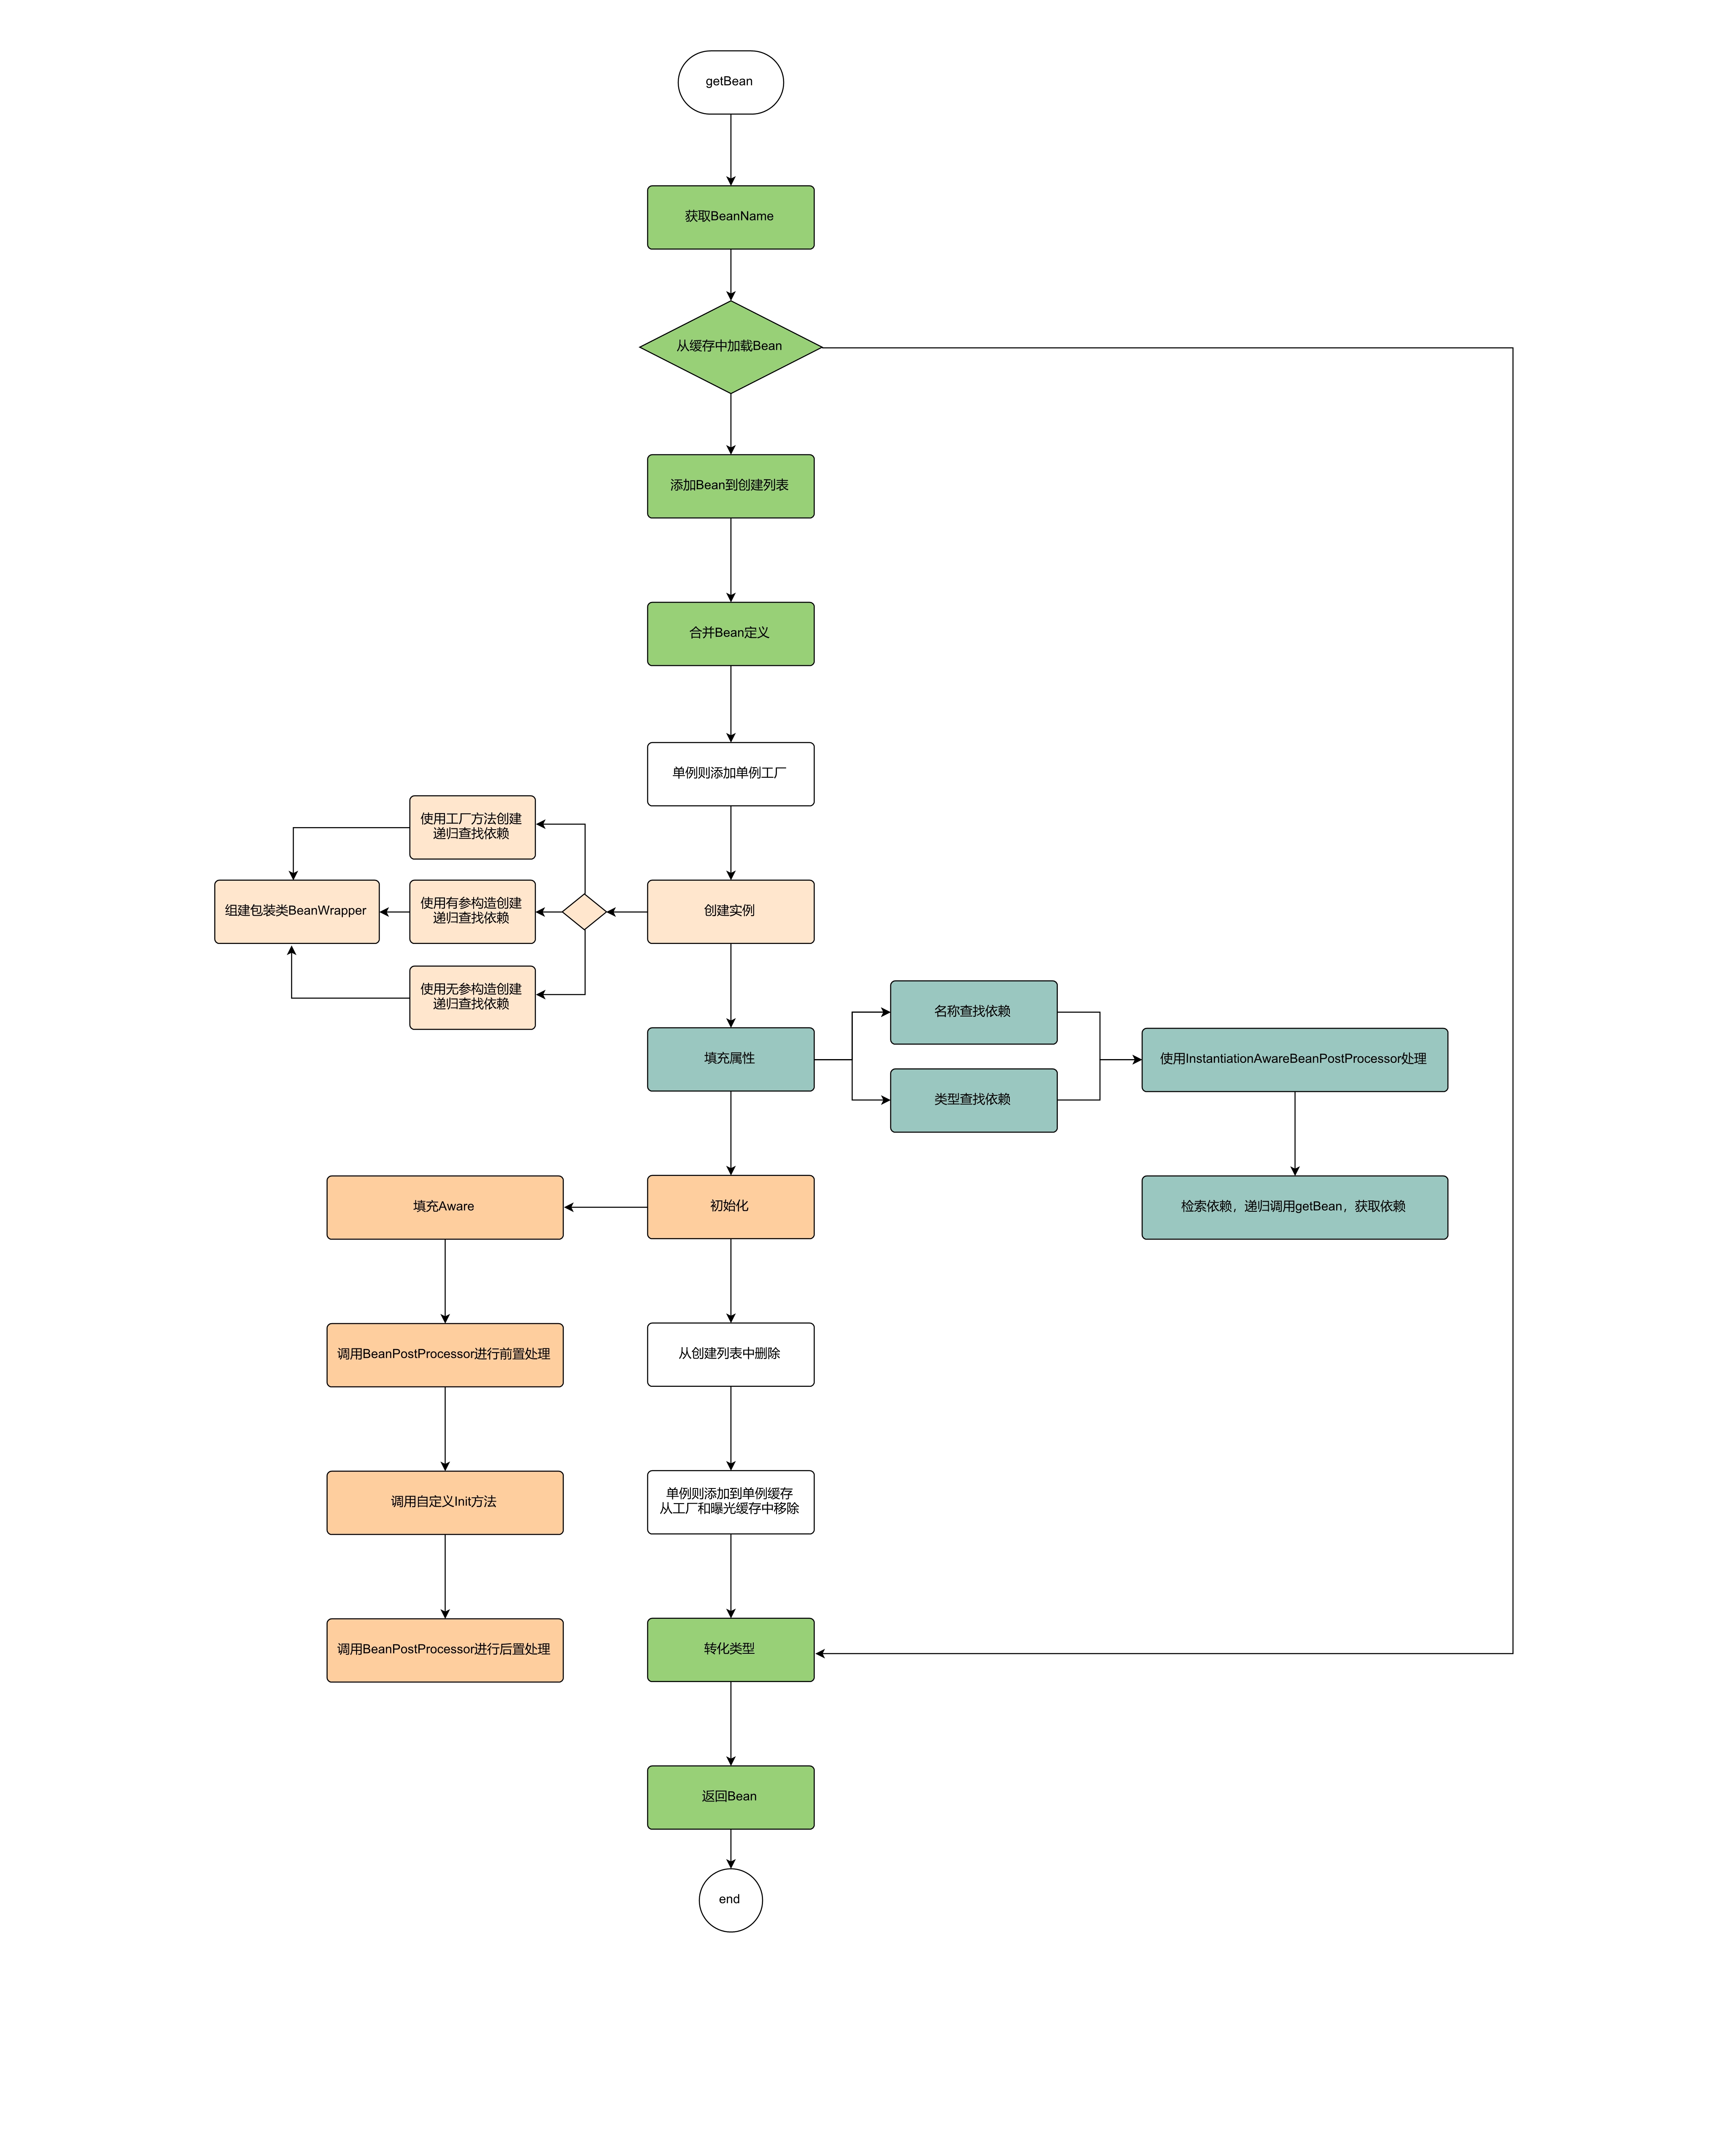 getBean
获取BeanName
从缓存中加载Bean
添加Bean到创建列表
合并Bean定义
单例则添加单例工厂
使用工厂方法创建
递归查找依赖
组建包装类BeanWrapper
使用有参构造创建
递归查找依赖
创建实例
使用无参构造创建
递归查找依赖
填充属性
名称查找依赖
类型查找依赖
使用InstantiationAwareBeanPostProcessor处理
检索依赖，递归调用getBean，获取依赖
填充Aware
初始化
调用BeanPostProcessor进行前置处理
从创建列表中删除
调用自定义Init方法
单例则添加到单例缓存
从工厂和曝光缓存中移除
调用BeanPostProcessor进行后置处理
转化类型
返回Bean
end